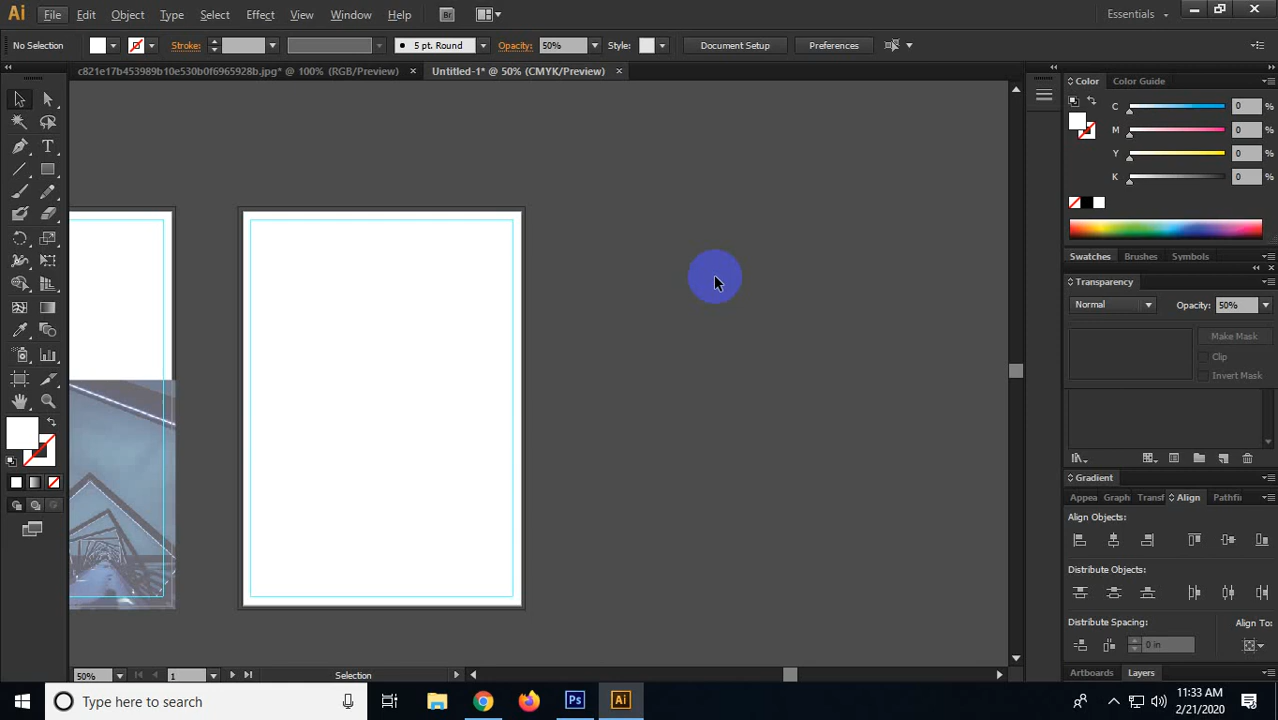 Ai File Edit Object Type Select Effect View Window Help Br Essentials
No Selection Stroke: 5 pt. Round Opacity: 50% Style: Document Setup Preferences
c821e17b453989b10e530b0f6965928b.jpg* @ 100% (RGB/Preview) Untitled-1* @ 50% (CMYK/Preview)
Color Color Guide
C 0 %
M 0 %
Y 0 %
K 0 %
Swatches Brushes Symbols
Transparency
Normal Opacity: 50%
Make Mask
Clip
Invert Mask
Gradient
Appea Graph Transf Align Pathfi
Align Objects:
Distribute Objects:
Distribute Spacing: Align To:
0 in
Artboards Layers
50% 1 Selection
Type here to search Ps Ai 11:33 AM
2/21/2020